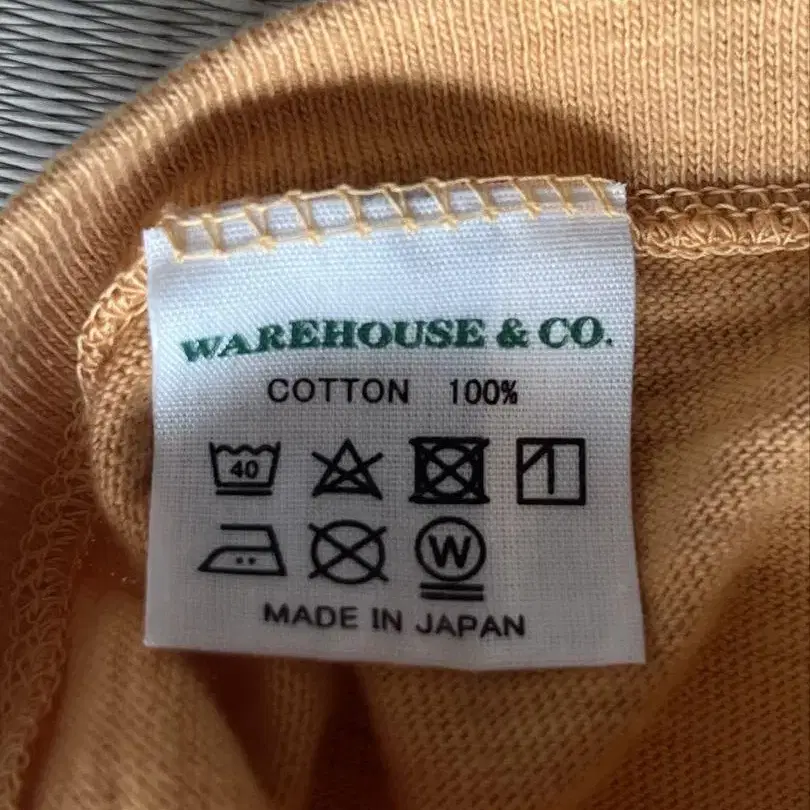 WAREHOUSE & CO.
COTTON 100%
40
W
MADE IN JAPAN